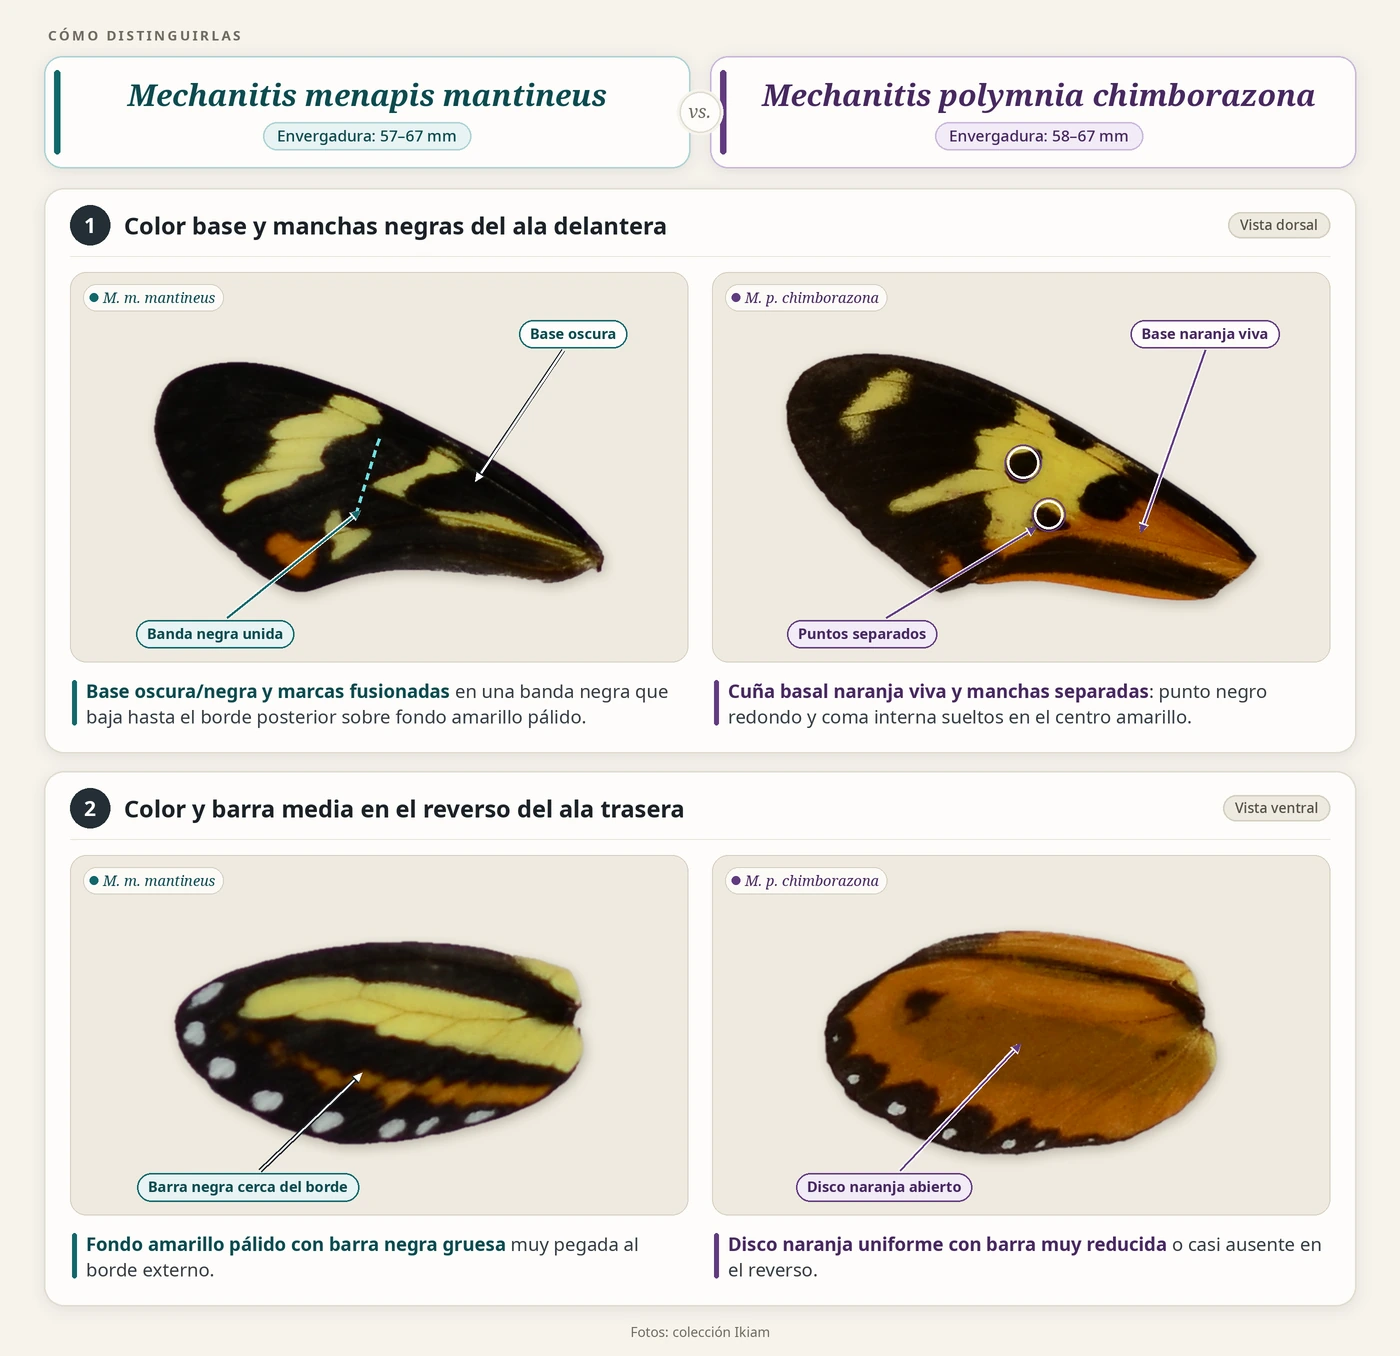 CÓMO DISTINGUIRLAS
Mechanitis menapis mantineus
Envergadura: 57–67 mm
vs.
Mechanitis polymnia chimborazona
Envergadura: 58–67 mm
1
Color base y manchas negras del ala delantera
Vista dorsal
M. m. mantineus
Base oscura
Banda negra unida
M. p. chimborazona
Base naranja viva
Puntos separados
Base oscura/negra y marcas fusionadas en una banda negra que
baja hasta el borde posterior sobre fondo amarillo pálido.
Cuña basal naranja viva y manchas separadas: punto negro
redondo y coma interna sueltos en el centro amarillo.
2
Color y barra media en el reverso del ala trasera
Vista ventral
M. m. mantineus
Barra negra cerca del borde
M. p. chimborazona
Disco naranja abierto
Fondo amarillo pálido con barra negra gruesa muy pegada al
borde externo.
Disco naranja uniforme con barra muy reducida o casi ausente en
el reverso.
Fotos: colección Ikiam